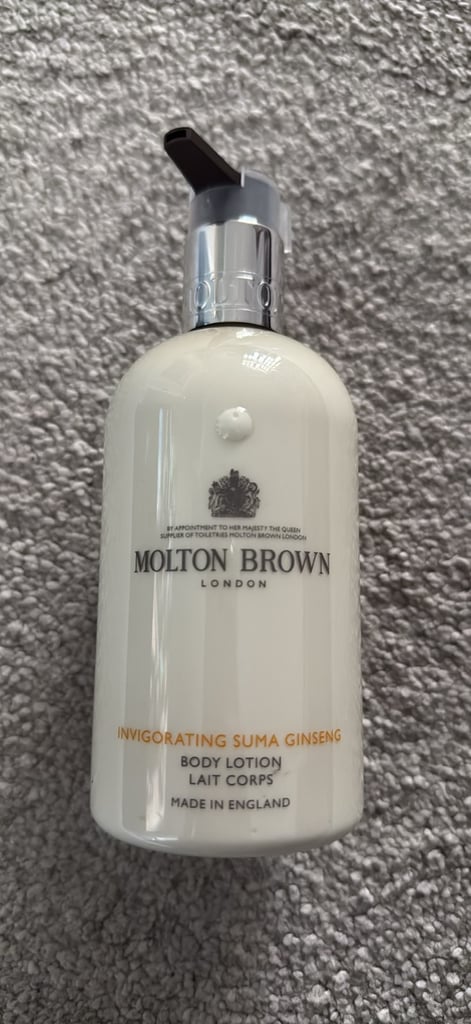 OLTO
BY APPOINTMENT TO HER MAJESTY THE QUEEN
SUPPLIER OF TOILETRIES MOLTON BROWN LONDON
MOLTON BROWN
LONDON
INVIGORATING SUMA GINSENG
BODY LOTION
LAIT CORPS
MADE IN ENGLAND